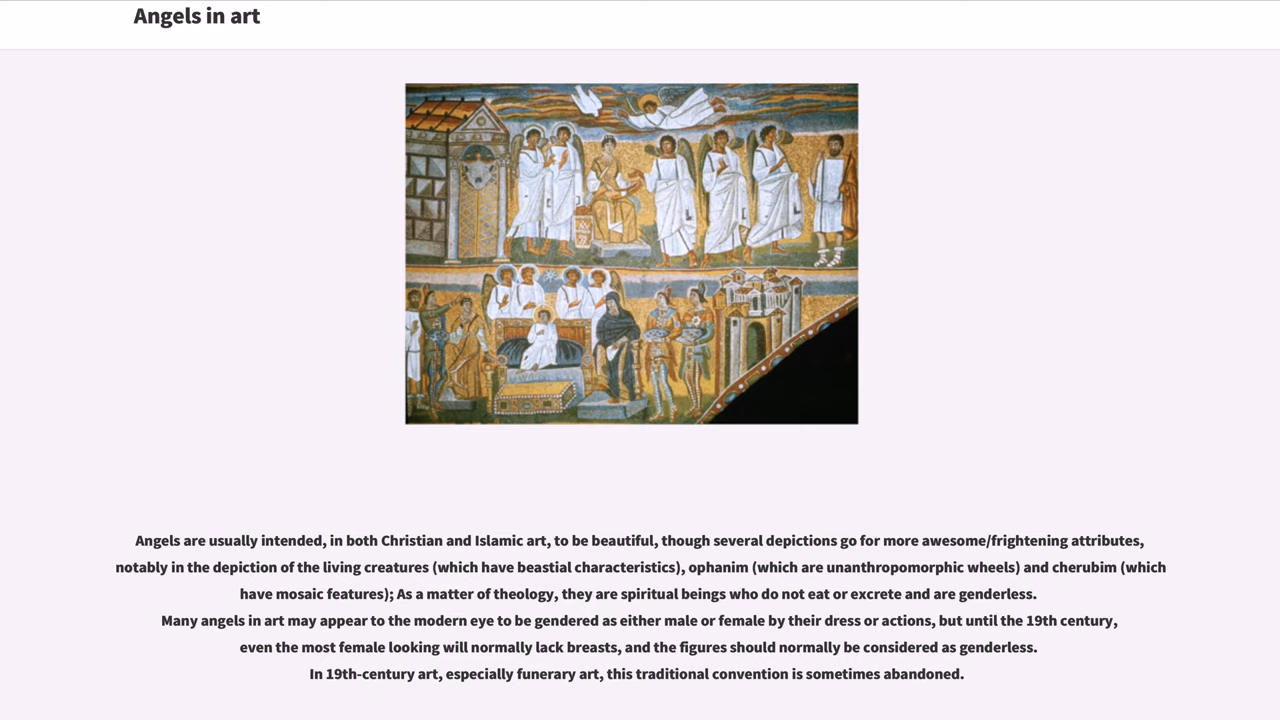 Angels in art
Angels are usually intended, in both Christian and Islamic art, to be beautiful, though several depictions go for more awesome/frightening attributes,
notably in the depiction of the living creatures (which have beastial characteristics), ophanim (which are unanthropomorphic wheels) and cherubim (which
have mosaic features); As a matter of theology, they are spiritual beings who do not eat or excrete and are genderless.
Many angels in art may appear to the modern eye to be gendered as either male or female by their dress or actions, but until the 19th century,
even the most female looking will normally lack breasts, and the figures should normally be considered as genderless.
In 19th-century art, especially funerary art, this traditional convention is sometimes abandoned.